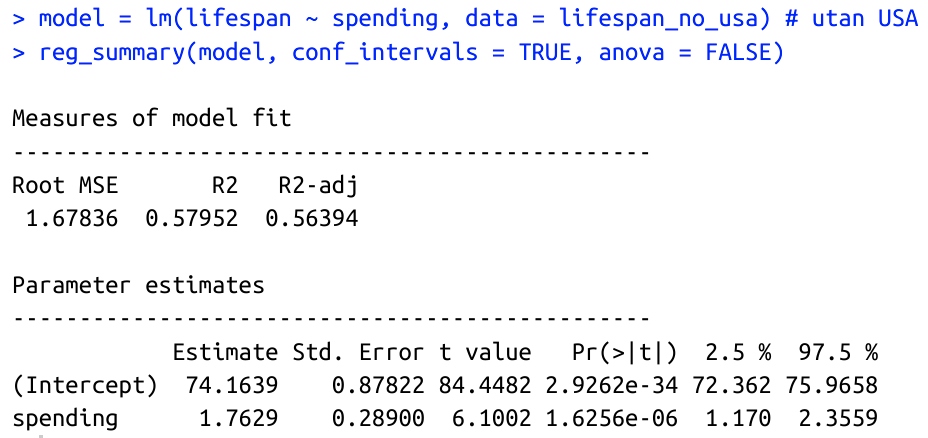 > model = lm(lifespan ~ spending, data = lifespan_no_usa) # utan USA
> reg_summary(model, conf_intervals = TRUE, anova = FALSE)
Measures of model fit
------------------------------------------------
Root MSE       R2   R2-adj
 1.67836  0.57952  0.56394
Parameter estimates
------------------------------------------------
            Estimate Std. Error t value   Pr(>|t|)  2.5 %  97.5 %
(Intercept)  74.1639    0.87822 84.4482 2.9262e-34 72.362 75.9658
spending      1.7629    0.28900  6.1002 1.6256e-06  1.170  2.3559